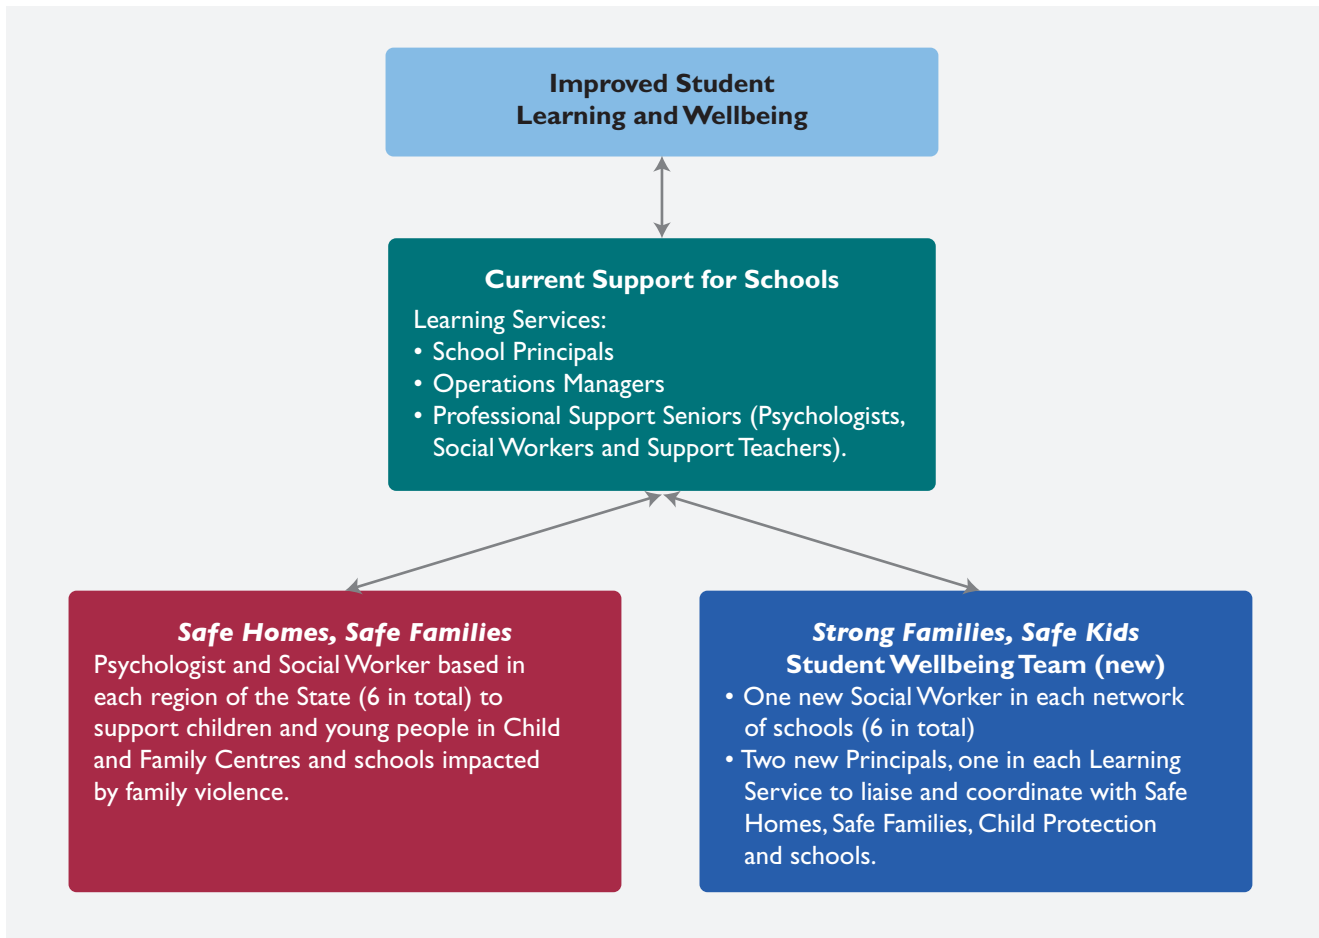 Improved Student
Learning and Wellbeing
Current Support for Schools
Learning Services:
• School Principals
• Operations Managers
• Professional Support Seniors (Psychologists,
Social Workers and Support Teachers).
Safe Homes, Safe Families
Psychologist and Social Worker based in
each region of the State (6 in total) to
support children and young people in Child
and Family Centres and schools impacted
by family violence.
Strong Families, Safe Kids
Student Wellbeing Team (new)
• One new Social Worker in each network
of schools (6 in total)
• Two new Principals, one in each Learning
Service to liaise and coordinate with Safe
Homes, Safe Families, Child Protection
and schools.